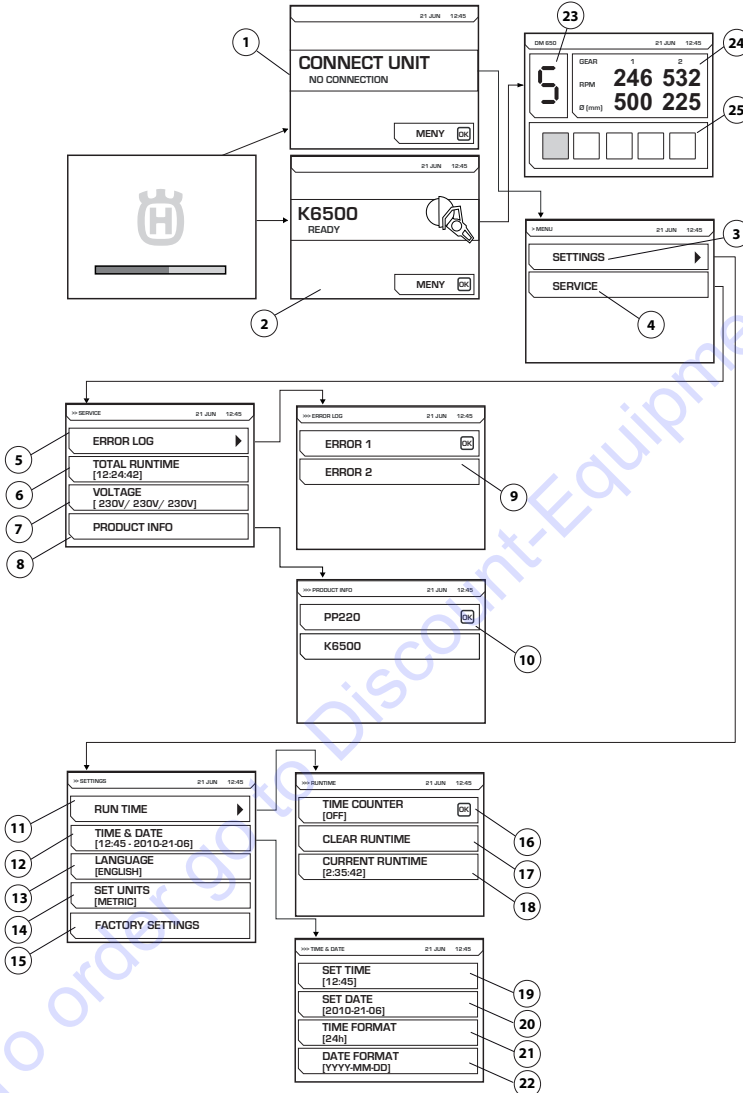 21 JUN 12:45
1
CONNECT UNIT
NO CONNECTION
MENY OK
H
21 JUN 12:45
K6500
READY
MENY OK
2
23
DM 650 21 JUN 12:45
24
GEAR 1 2
5
RPM 246 532
Ø (mm) 500 225
25
> MENU 21 JUN 12:45
3
SETTINGS
SERVICE
4
>> SERVICE 21 JUN 12:45
ERROR LOG
5
TOTAL RUNTIME
[12:24:42]
6
VOLTAGE
[ 230V/ 230V/ 230V]
7
PRODUCT INFO
8
>>> ERROR LOG 21 JUN 12:45
ERROR 1 OK
ERROR 2
9
>>> PRODUCT INFO 21 JUN 12:45
PP220 OK
K6500
10
>> SETTINGS 21 JUN 12:45
RUN TIME
11
TIME & DATE
[12:45 - 2010-21-06]
12
LANGUAGE
[ENGLISH]
13
SET UNITS
[METRIC]
14
FACTORY SETTINGS
15
>>> RUNTIME 21 JUN 12:45
TIME COUNTER OK
[OFF]
16
CLEAR RUNTIME
17
CURRENT RUNTIME
[2:35:42]
18
>>> TIME & DATE 21 JUN 12:45
SET TIME
[12:45]
19
SET DATE
[2010-21-06]
20
TIME FORMAT
[24h]
21
DATE FORMAT
[YYYY-MM-DD]
22
To order go to Discount-Equipme